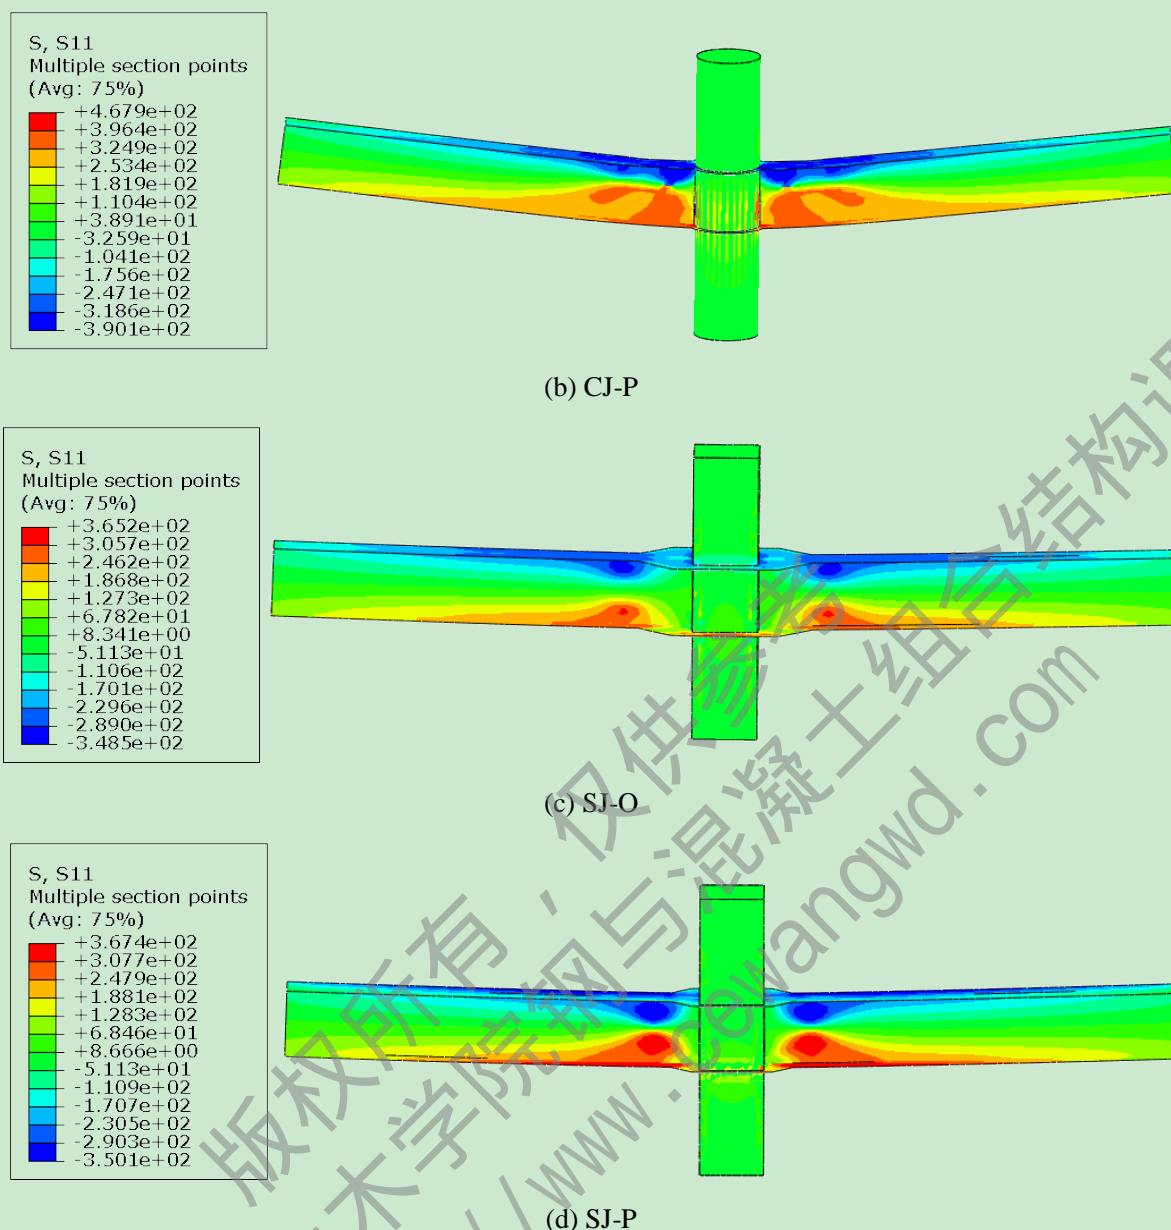 S, S11
Multiple section points
(Avg: 75%)
+4.679e+02
+3.964e+02
+3.249e+02
+2.534e+02
+1.819e+02
+1.104e+02
+3.891e+01
-3.259e+01
-1.041e+02
-1.756e+02
-2.471e+02
-3.186e+02
-3.901e+02
(b) CJ-P
S, S11
Multiple section points
(Avg: 75%)
+3.652e+02
+3.057e+02
+2.462e+02
+1.868e+02
+1.273e+02
+6.782e+01
+8.341e+00
-5.113e+01
-1.106e+02
-1.701e+02
-2.296e+02
-2.890e+02
-3.485e+02
(c) SJ-O
S, S11
Multiple section points
(Avg: 75%)
+3.674e+02
+3.077e+02
+2.479e+02
+1.881e+02
+1.283e+02
+6.846e+01
+8.666e+00
-5.113e+01
-1.109e+02
-1.707e+02
-2.305e+02
-2.903e+02
-3.501e+02
(d) SJ-P
版权所有，仅供参考
木学院钢与混凝土组合结构
//www.cewangwd.com